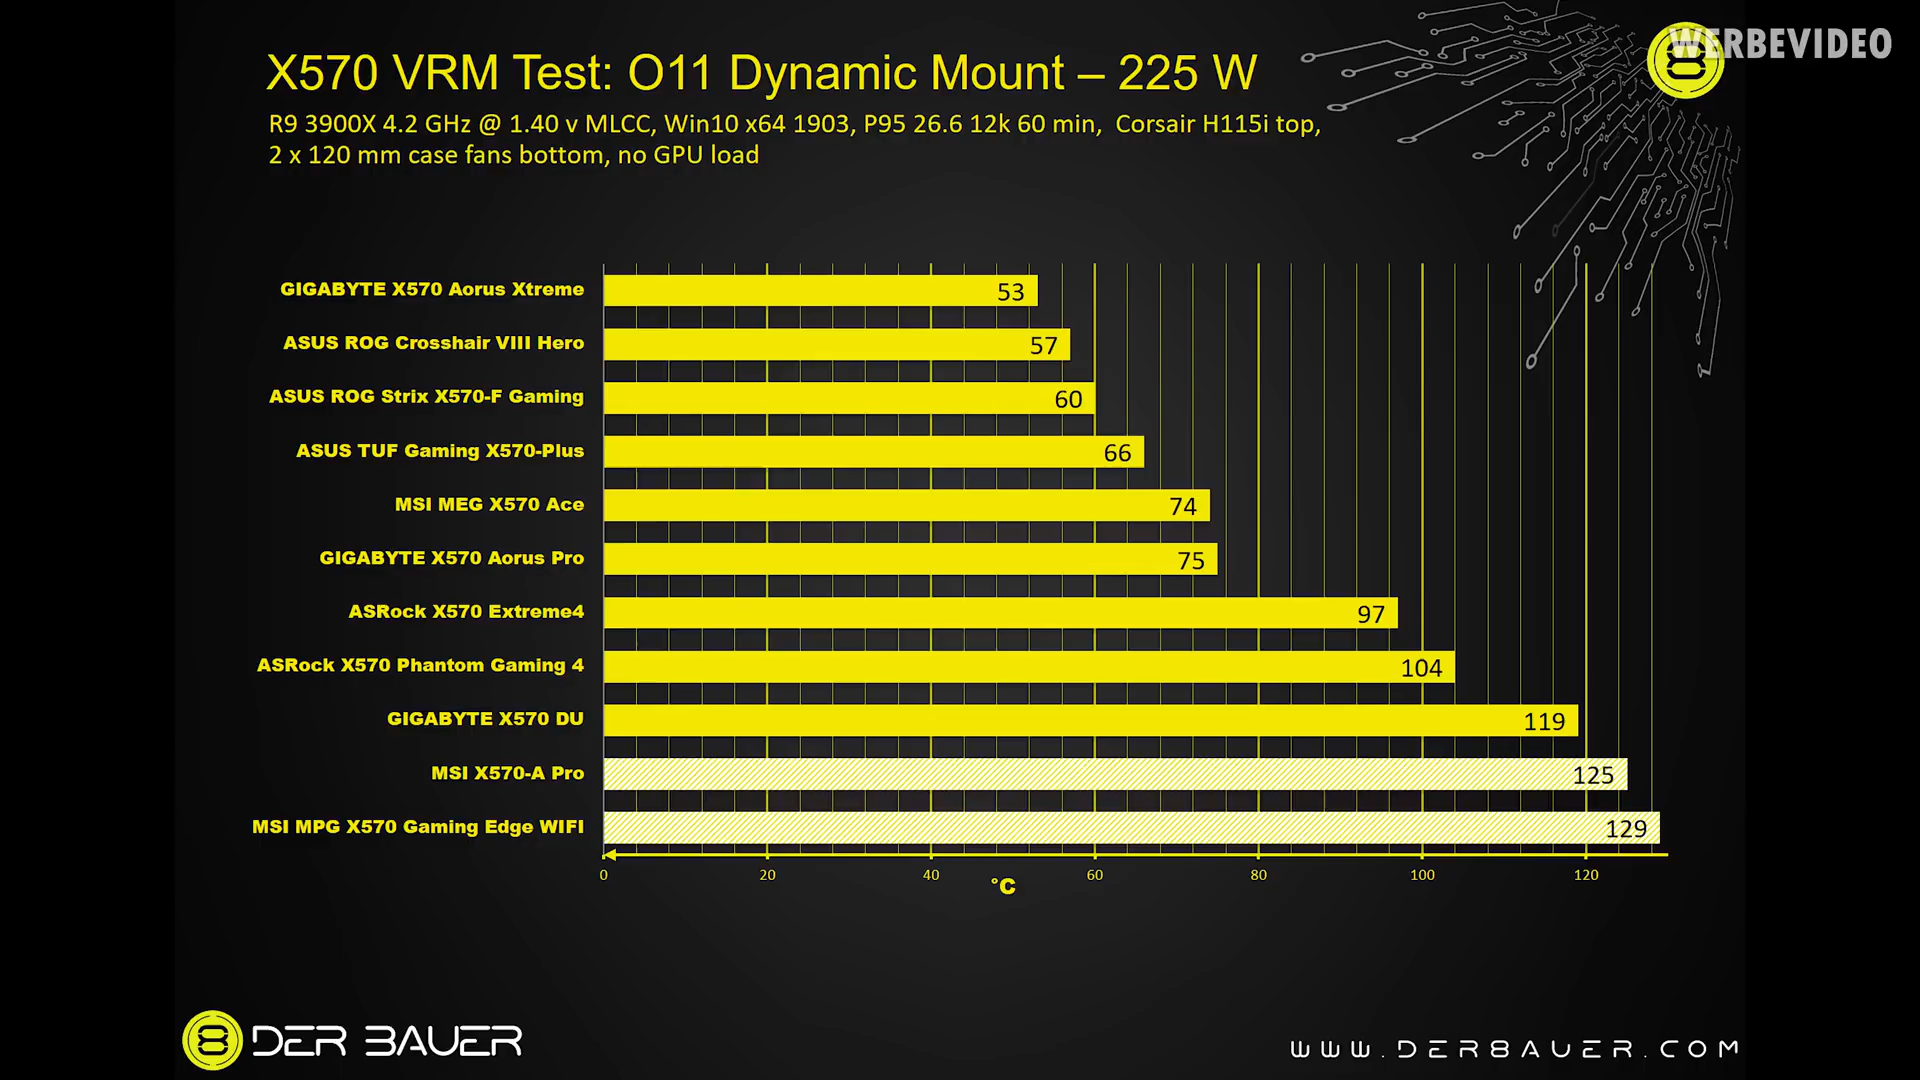 WERBEVIDEO
X570 VRM Test: O11 Dynamic Mount – 225 W
R9 3900X 4.2 GHz @ 1.40 v MLCC, Win10 x64 1903, P95 26.6 12k 60 min, Corsair H115i top,
2 x 120 mm case fans bottom, no GPU load
GIGABYTE X570 Aorus Xtreme 53
ASUS ROG Crosshair VIII Hero 57
ASUS ROG Strix X570-F Gaming 60
ASUS TUF Gaming X570-Plus 66
MSI MEG X570 Ace 74
GIGABYTE X570 Aorus Pro 75
ASRock X570 Extreme4 97
ASRock X570 Phantom Gaming 4 104
GIGABYTE X570 DU 119
MSI X570-A Pro 125
MSI MPG X570 Gaming Edge WIFI 129
0 20 40 60 80 100 120
°C
DER 8AUER
WWW.DER8AUER.COM